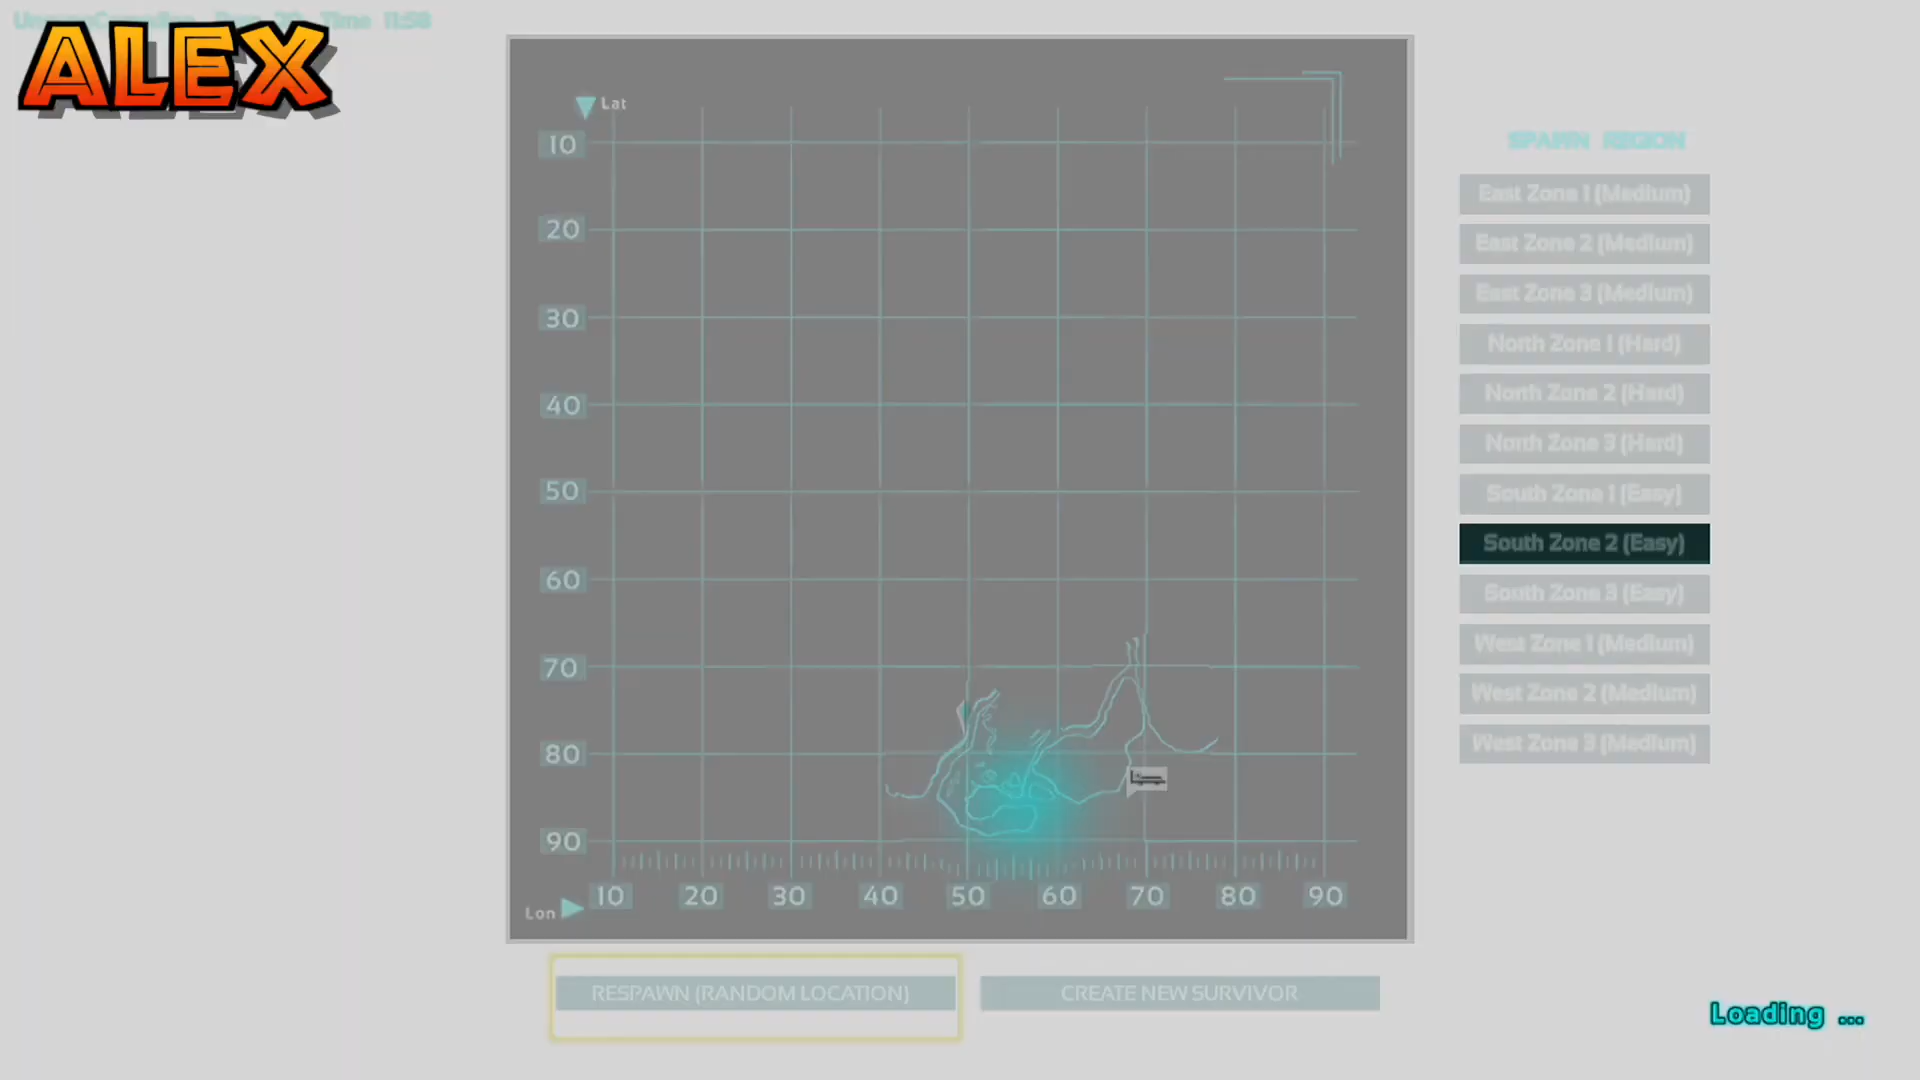 Time 11:58
ALEX
Lat
10
20
30
40
50
60
70
80
90
10 20 30 40 50 60 70 80 90
Lon
SPAWN REGION
East Zone 1 (Medium)
East Zone 2 (Medium)
East Zone 3 (Medium)
North Zone 1 (Hard)
North Zone 2 (Hard)
North Zone 3 (Hard)
South Zone 1 (Easy)
South Zone 2 (Easy)
South Zone 3 (Easy)
West Zone 1 (Medium)
West Zone 2 (Medium)
West Zone 3 (Medium)
RESPAWN (RANDOM LOCATION)
CREATE NEW SURVIVOR
Loading ...